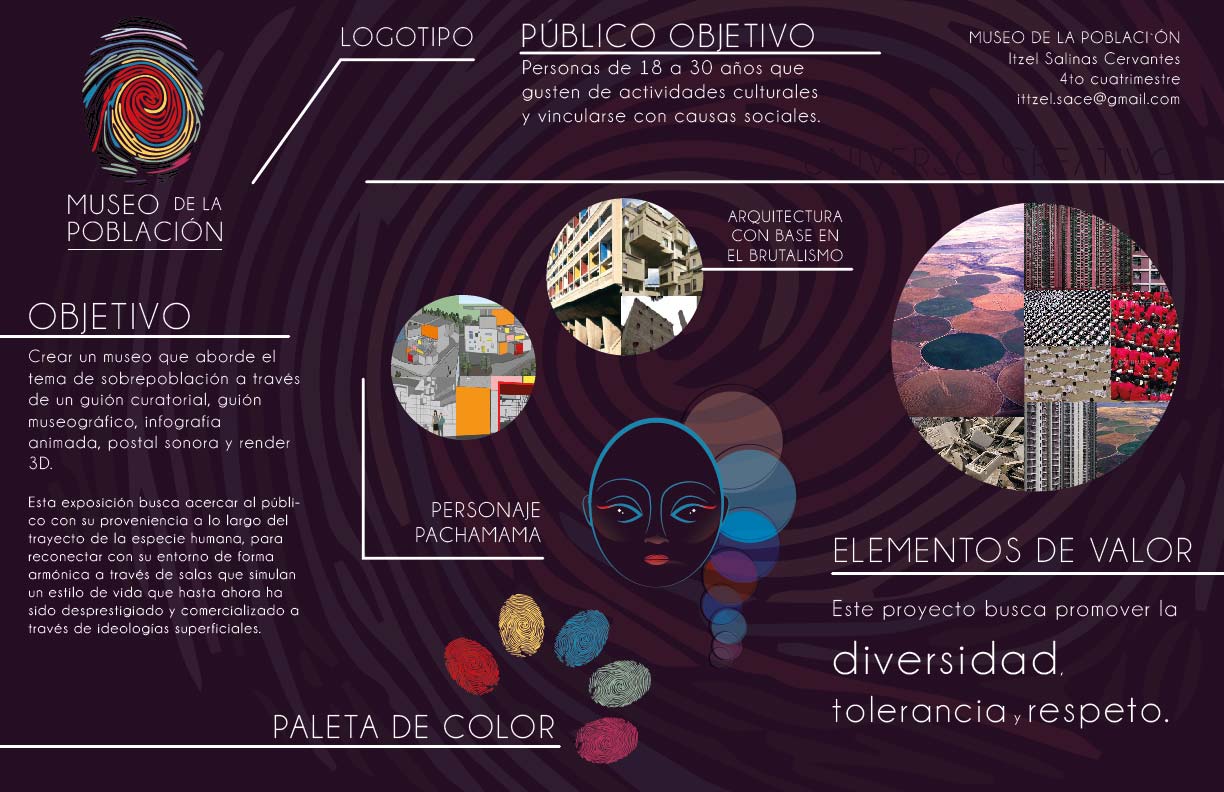 MUSEO DE LA
POBLACIÓN
LOGOTIPO
PÚBLICO OBJETIVO
Personas de 18 a 30 años que
gusten de actividades culturales
y vincularse con causas sociales.
MUSEO DE LA POBLACI´ÓN
Itzel Salinas Cervantes
4to cuatrimestre
ittzel.sace@gmail.com
UNIVERSO CREATIVO
OBJETIVO
Crear un museo que aborde el
tema de sobrepoblación a través
de un guión curatorial, guión
museográfico, infografía
animada, postal sonora y render
3D.
Esta exposición busca acercar al públi-
co con su proveniencia a lo largo del
trayecto de la especie humana, para
reconectar con su entorno de forma
armónica a través de salas que simulan
un estilo de vida que hasta ahora ha
sido desprestigiado y comercializado a
través de ideologías superficiales.
ARQUITECTURA
CON BASE EN
EL BRUTALISMO
PERSONAJE
PACHAMAMA
PALETA DE COLOR
ELEMENTOS DE VALOR
Este proyecto busca promover la
diversidad,
tolerancia y respeto.